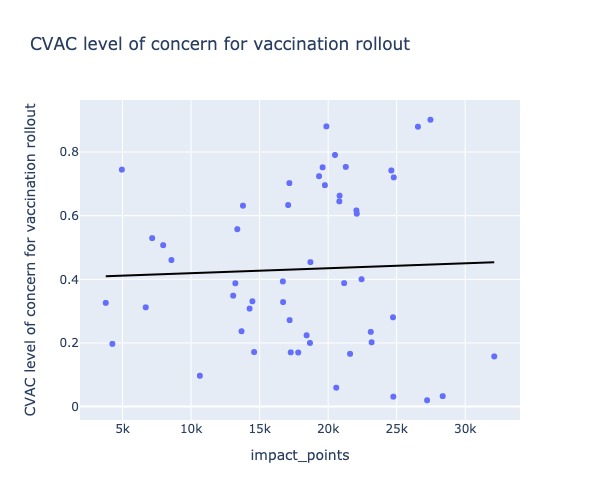 CVAC level of concern for vaccination rollout
CVAC level of concern for vaccination rollout
0.8
0.6
0.4
0.2
0
5k 10k 15k 20k 25k 30k
impact_points